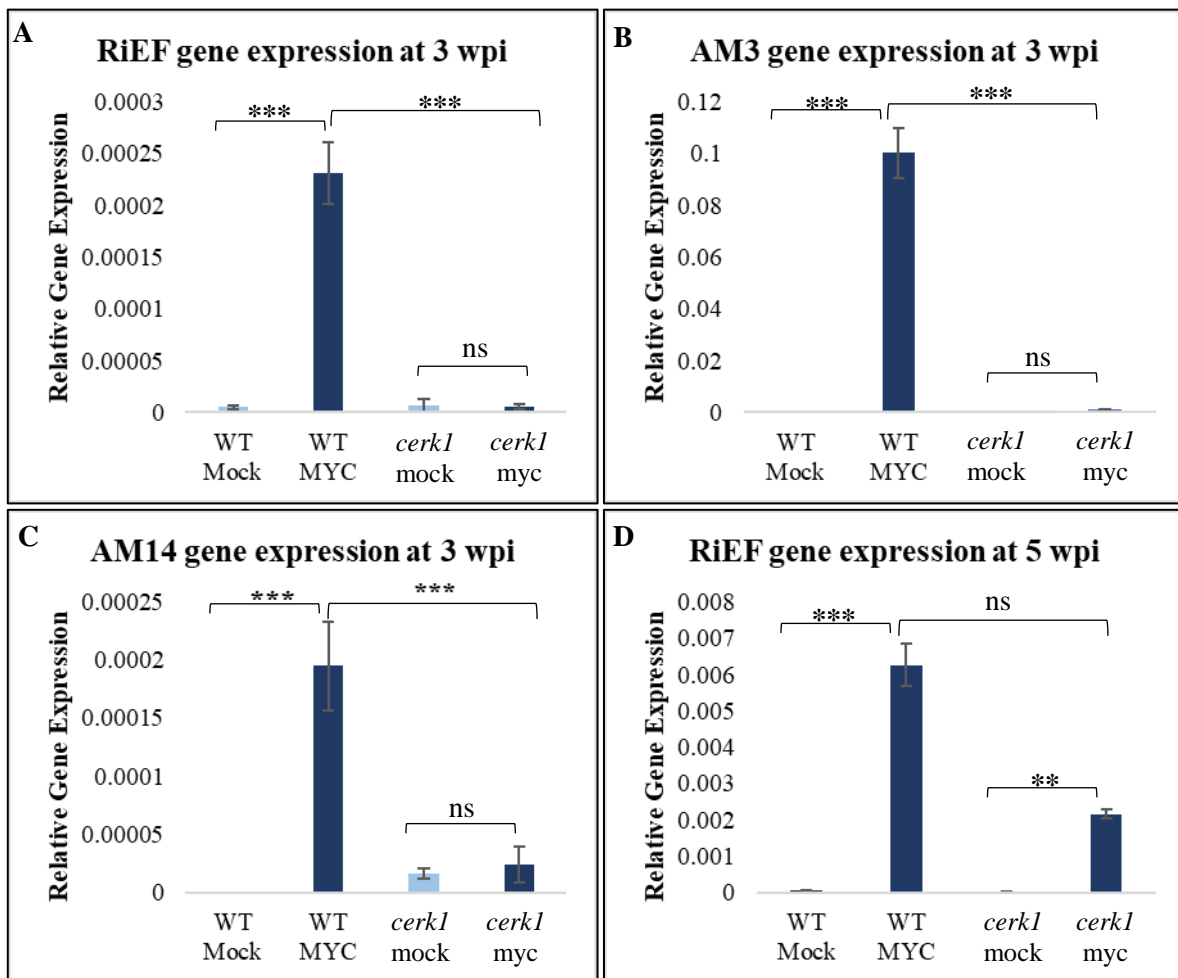 A
RiEF gene expression at 3 wpi
Relative Gene Expression
0.0003
0.00025
0.0002
0.00015
0.0001
0.00005
0
***
***
ns
WT Mock
WT MYC
cerk1 mock
cerk1 myc
B
AM3 gene expression at 3 wpi
Relative Gene Expression
0.12
0.1
0.08
0.06
0.04
0.02
0
***
***
ns
WT Mock
WT MYC
cerk1 mock
cerk1 myc
C
AM14 gene expression at 3 wpi
Relative Gene Expression
0.00025
0.0002
0.00015
0.0001
0.00005
0
***
***
ns
WT Mock
WT MYC
cerk1 mock
cerk1 myc
D
RiEF gene expression at 5 wpi
Relative Gene Expression
0.008
0.007
0.006
0.005
0.004
0.003
0.002
0.001
0
***
ns
**
WT Mock
WT MYC
cerk1 mock
cerk1 myc